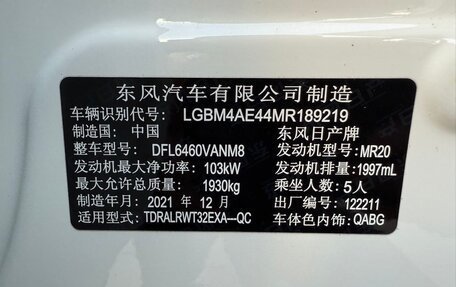 东风汽车有限公司制造
车辆识别代号: LGBM4AE44MR189219
制造国: 中国 东风日产牌
整车型号: DFL6460VANM8 发动机型号: MR20
发动机最大净功率: 103kW 发动机排量: 1997mL
最大允许总质量: 1930kg 乘坐人数: 5人
制造年月: 2021 年 12 月 出厂编号: 122211
适用型式: TDRALRWT32EXA---QC 车体色内饰: QABG